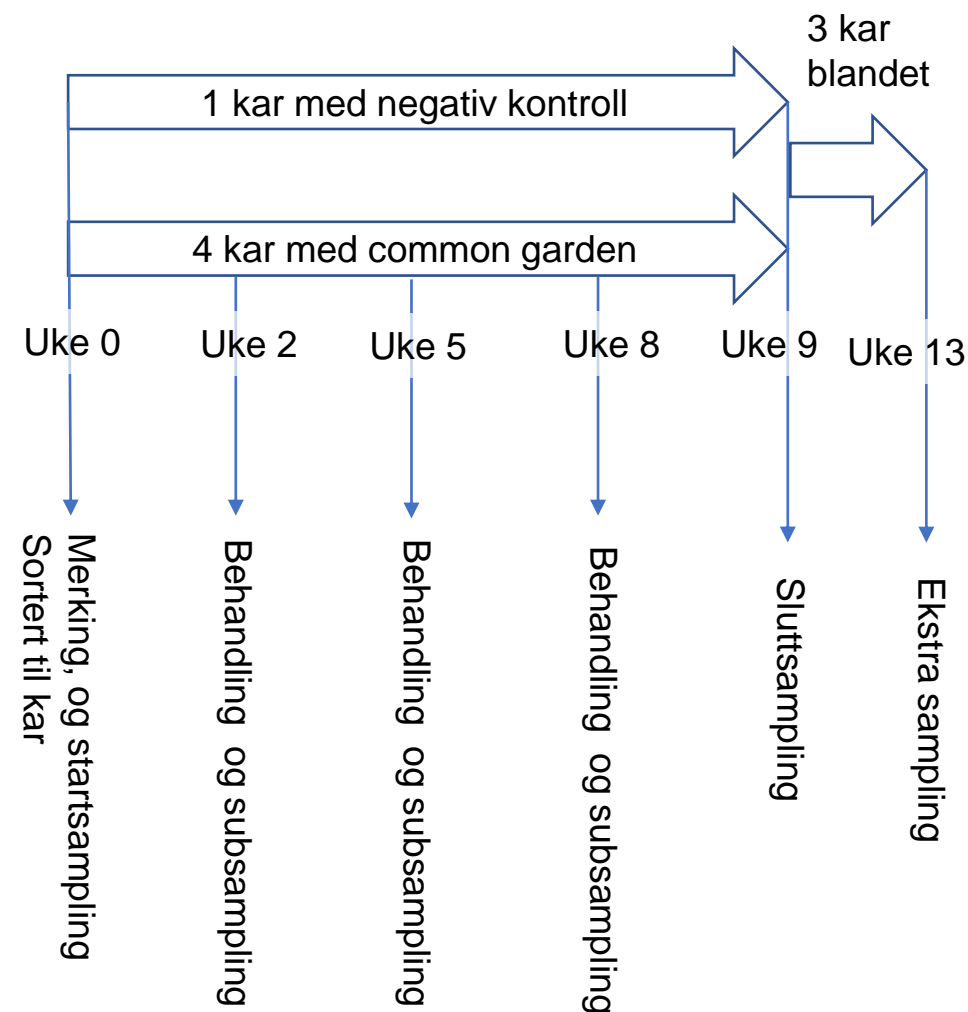 3 kar
blandet
1 kar med negativ kontroll
4 kar med common garden
Uke 0
Uke 2
Uke 5
Uke 8
Uke 9
Uke 13
Merking, og startsampling
Sortert til kar
Behandling og subsampling
Behandling og subsampling
Behandling og subsampling
Sluttsampling
Ekstra sampling